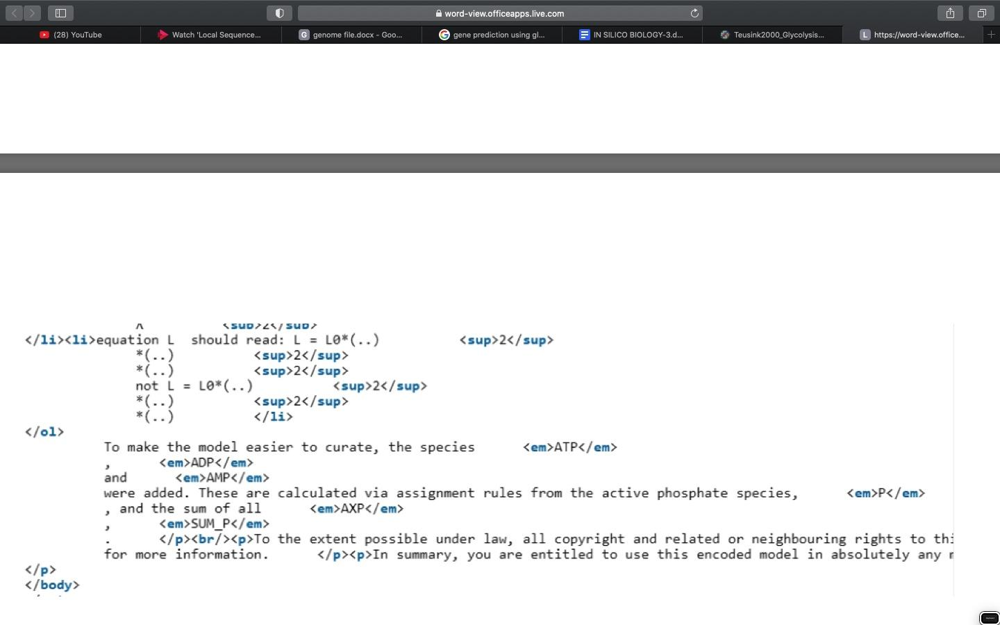 word-view.officeapps.live.com
(28) YouTube
Watch 'Local Sequence...
G genome file.docx - Goo...
gene prediction using gl...
IN SILICO BIOLOGY-3.d...
Teusink2000_Glycolysis...
L https://word-view.office...
<sup>2</sup>
</li><li>equation L  should read: L = L0*(..)          <sup>2</sup>
*(..)          <sup>2</sup>
*(..)          <sup>2</sup>
not L = L0*(..)          <sup>2</sup>
*(..)          <sup>2</sup>
*(..)          </li>
</ol>
To make the model easier to curate, the species      <em>ATP</em>
,      <em>ADP</em>
and      <em>AMP</em>
were added. These are calculated via assignment rules from the active phosphate species,      <em>P</em>
, and the sum of all      <em>AXP</em>
,      <em>SUM_P</em>
.      </p><br/><p>To the extent possible under law, all copyright and related or neighbouring rights to thi
for more information.      </p><p>In summary, you are entitled to use this encoded model in absolutely any
</p>
</body>